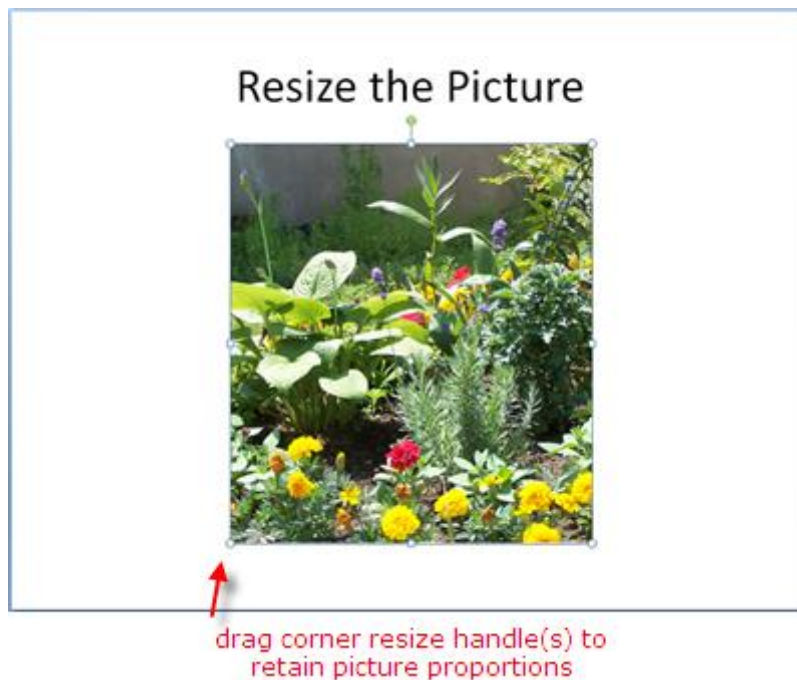 Resize the Picture
drag corner resize handle(s) to
retain picture proportions